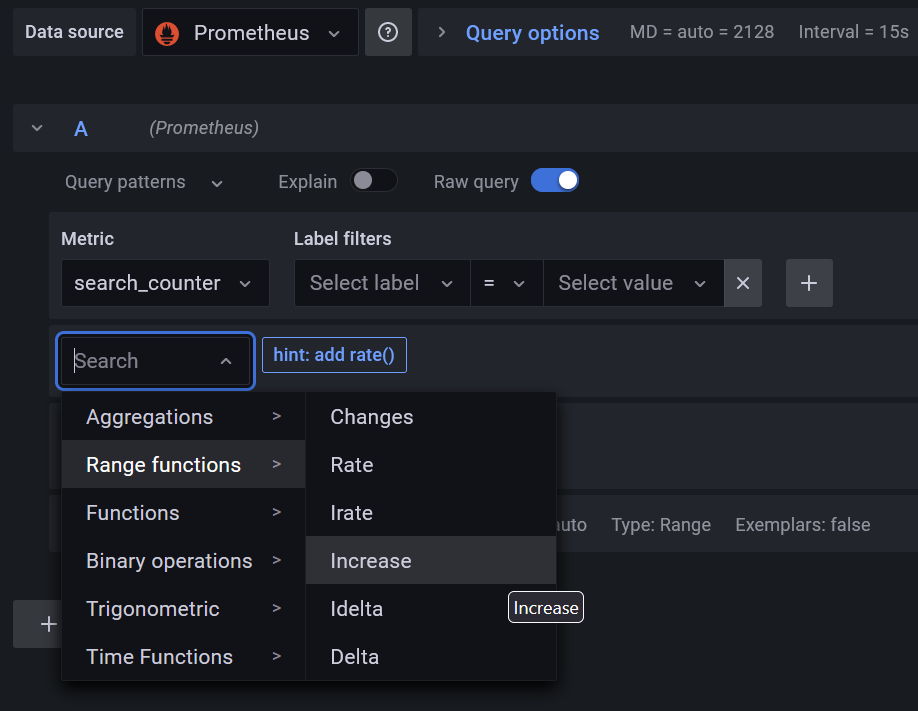 Data source Prometheus ? > Query options MD = auto = 2128 Interval = 15s
A (Prometheus)
Query patterns Explain Raw query
Metric Label filters
search_counter Select label = Select value × +
Search hint: add rate()
Aggregations > Changes
Range functions > Rate
Functions > Irate auto Type: Range Exemplars: false
Binary operations > Increase
Trigonometric > Idelta Increase
+
Time Functions > Delta